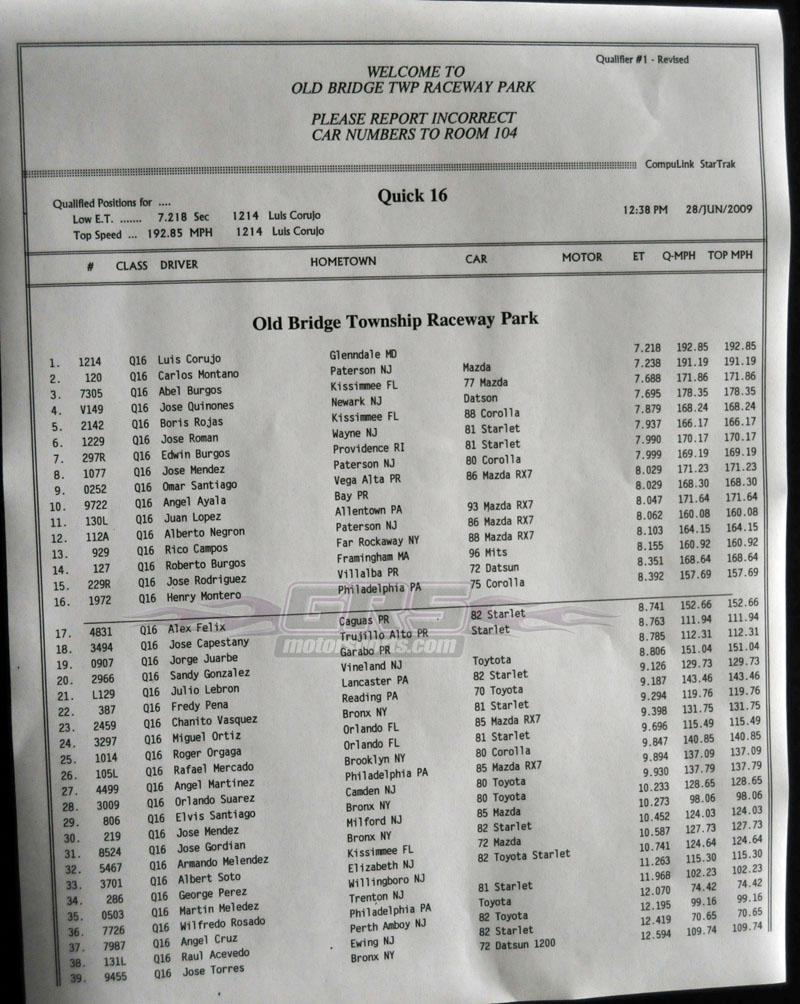 Qualifier #1 - Revised
WELCOME TO
OLD BRIDGE TWP RACEWAY PARK
PLEASE REPORT INCORRECT
CAR NUMBERS TO ROOM 104
CompuLink StarTrak
Quick 16
Qualified Positions for ....
Low E.T. ....... 7.218 Sec 1214 Luis Corujo
12:38 PM 28/JUN/2009
Top Speed ... 192.85 MPH 1214 Luis Corujo
# CLASS DRIVER HOMETOWN CAR MOTOR ET Q-MPH TOP MPH
Old Bridge Township Raceway Park
1. 1214 Q16 Luis Corujo Glenndale MD 7.218 192.85 192.85
2. 120 Q16 Carlos Montano Paterson NJ Mazda 7.238 191.19 191.19
3. 7305 Q16 Abel Burgos Kissimmee FL 77 Mazda 7.688 171.86 171.86
4. V149 Q16 Jose Quinones Newark NJ Datson 7.695 178.35 178.35
5. 2142 Q16 Boris Rojas Kissimmee FL 88 Corolla 7.879 168.24 168.24
6. 1229 Q16 Jose Roman Wayne NJ 81 Starlet 7.937 166.17 166.17
7. 297R Q16 Edwin Burgos Providence RI 81 Starlet 7.990 170.17 170.17
8. 1077 Q16 Jose Mendez Paterson NJ 80 Corolla 7.999 169.19 169.19
9. 0252 Q16 Omar Santiago Vega Alta PR 86 Mazda RX7 8.029 171.23 171.23
10. 9722 Q16 Angel Ayala Bay PR 8.029 168.30 168.30
11. 130L Q16 Juan Lopez Allentown PA 93 Mazda RX7 8.047 171.64 171.64
12. 112A Q16 Alberto Negron Paterson NJ 86 Mazda RX7 8.062 160.08 160.08
13. 929 Q16 Rico Campos Far Rockaway NY 88 Mazda RX7 8.103 164.15 164.15
14. 127 Q16 Roberto Burgos Framingham MA 96 Mits 8.155 160.92 160.92
15. 229R Q16 Jose Rodriguez Villalba PR 72 Datsun 8.351 168.64 168.64
16. 1972 Q16 Henry Montero Philadelphia PA 75 Corolla 8.392 157.69 157.69
GRS
motorsports.com
17. 4831 Q16 Alex Felix Caguas PR 82 Starlet 8.741 152.66 152.66
18. 3494 Q16 Jose Capestany Trujillo Alto PR Starlet 8.763 111.94 111.94
19. 0907 Q16 Jorge Juarbe Garabo PR 8.785 112.31 112.31
20. 2966 Q16 Sandy Gonzalez Vineland NJ Toytota 8.806 151.04 151.04
21. L129 Q16 Julio Lebron Lancaster PA 82 Starlet 9.126 129.73 129.73
22. 387 Q16 Fredy Pena Reading PA 70 Toyota 9.187 143.46 143.46
23. 2459 Q16 Chanito Vasquez Bronx NY 81 Starlet 9.294 119.76 119.76
24. 3297 Q16 Miguel Ortiz Orlando FL 85 Mazda RX7 9.398 131.75 131.75
25. 1014 Q16 Roger Orgaga Orlando FL 81 Starlet 9.696 115.49 115.49
26. 105L Q16 Rafael Mercado Brooklyn NY 80 Corolla 9.847 140.85 140.85
27. 4499 Q16 Angel Martinez Philadelphia PA 85 Mazda RX7 9.894 137.09 137.09
28. 3009 Q16 Orlando Suarez Camden NJ 80 Toyota 9.930 137.79 137.79
29. 806 Q16 Elvis Santiago Bronx NY 80 Toyota 10.233 128.65 128.65
30. 219 Q16 Jose Mendez Milford NJ 85 Mazda 10.273 98.06 98.06
31. 8524 Q16 Jose Gordian Bronx NY 82 Starlet 10.452 124.03 124.03
32. 5467 Q16 Armando Melendez Kissimmee FL 72 Mazda 10.587 127.73 127.73
33. 3701 Q16 Albert Soto Elizabeth NJ 82 Toyota Starlet 10.741 124.64 124.64
34. 286 Q16 George Perez Willingboro NJ 11.263 115.30 115.30
35. 0503 Q16 Martin Meledez Trenton NJ 81 Starlet 11.968 102.23 102.23
36. 7726 Q16 Wilfredo Rosado Philadelphia PA Toyota 12.070 74.42 74.42
37. 7987 Q16 Angel Cruz Perth Amboy NJ 82 Toyota 12.195 99.16 99.16
38. 131L Q16 Raul Acevedo Ewing NJ 82 Starlet 12.419 70.65 70.65
39. 9455 Q16 Jose Torres Bronx NY 72 Datsun 1200 12.594 109.74 109.74